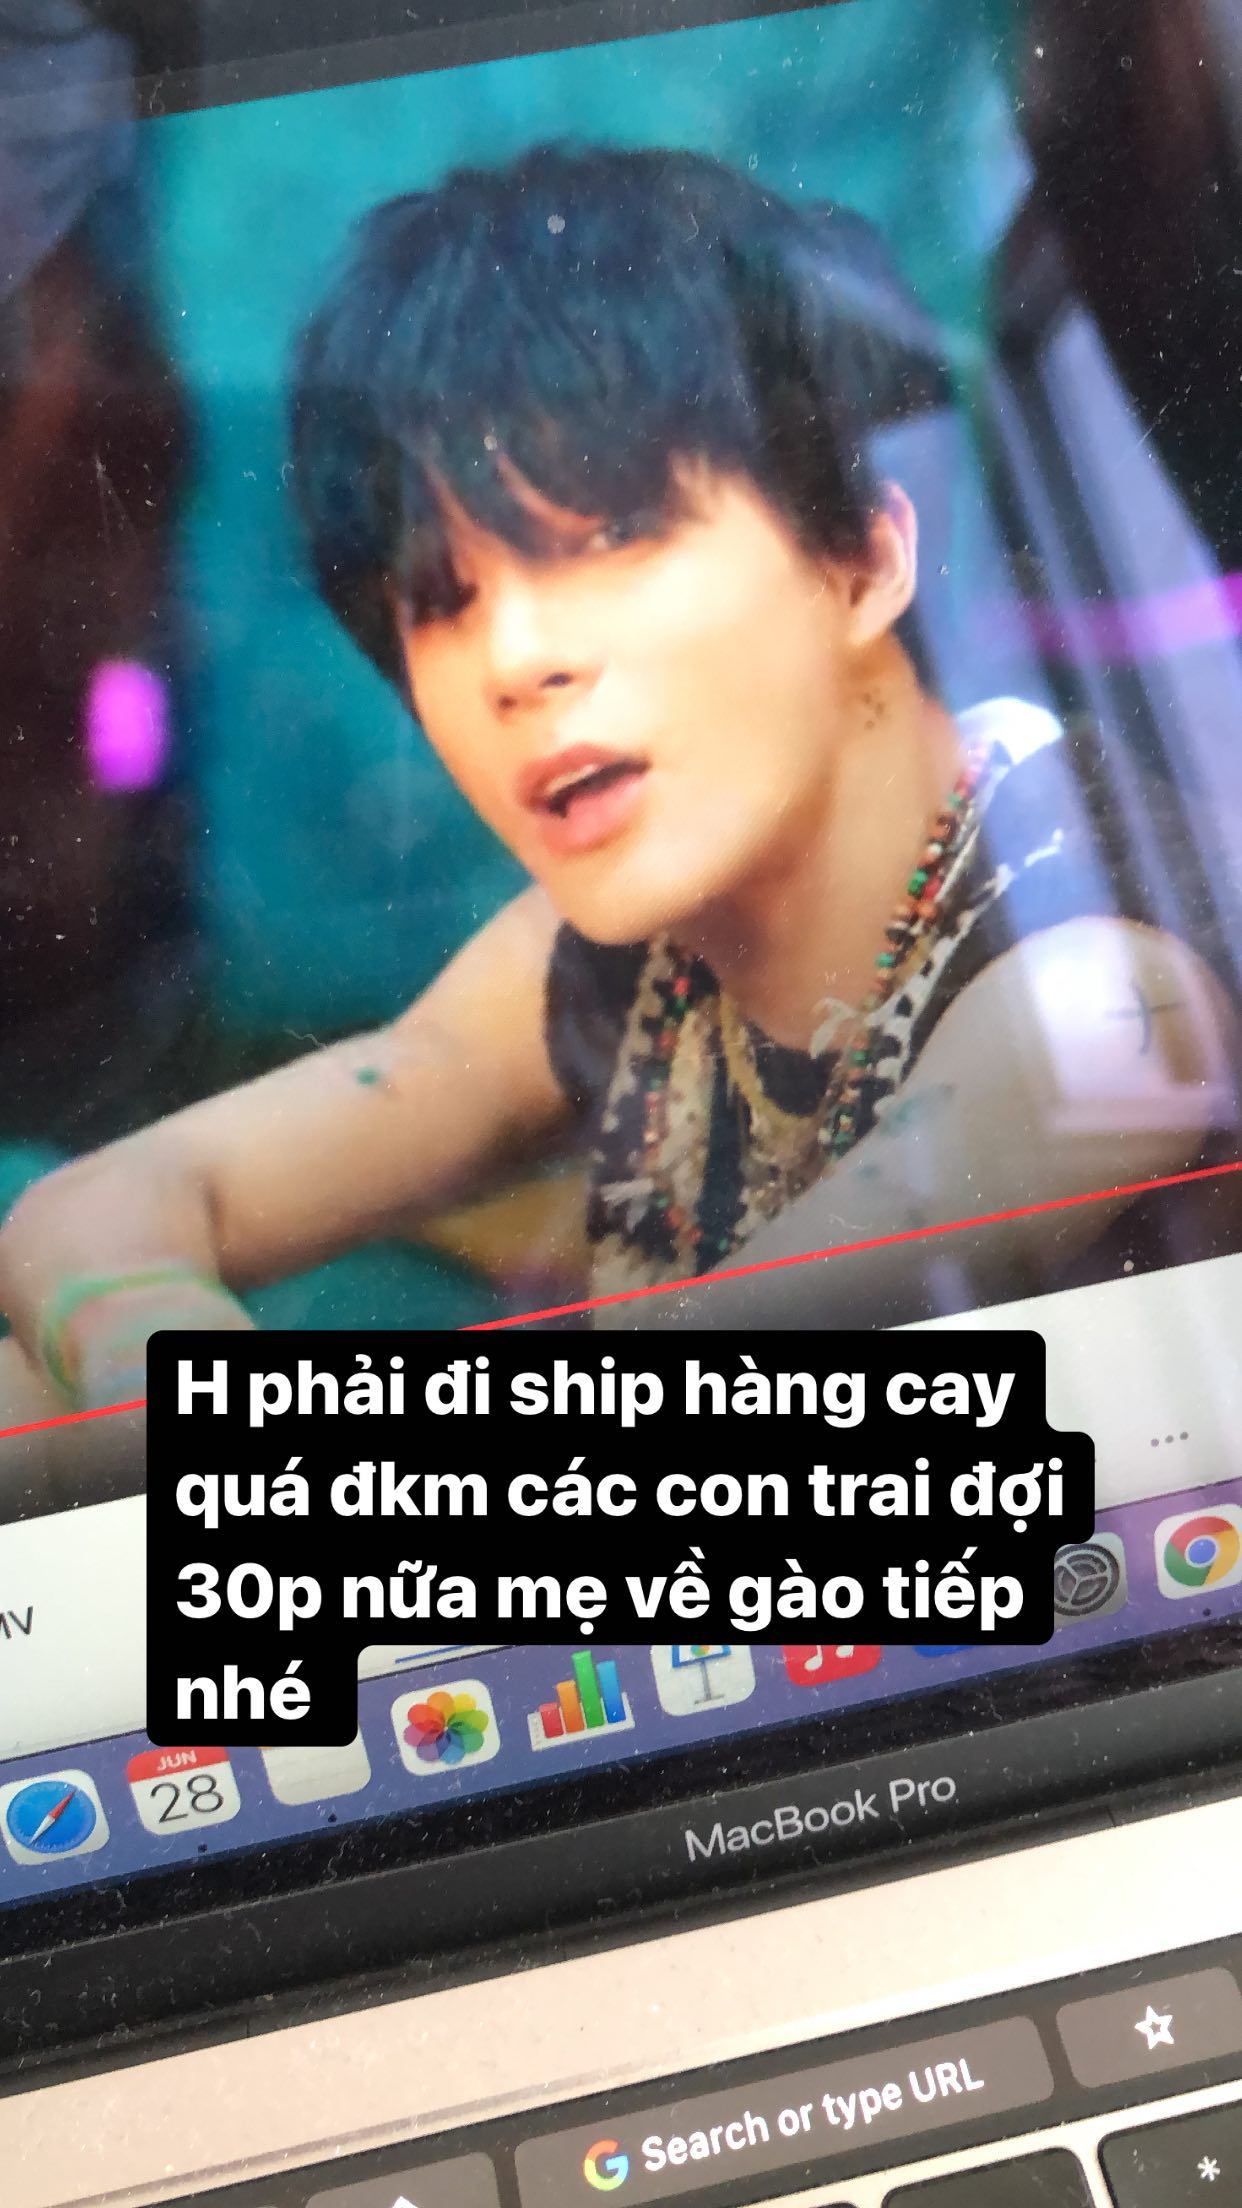 H phải đi ship hàng cay
quá đkm các con trai đợi
30p nữa mẹ về gào tiếp
nhé
MV
JUN
28
MacBook Pro
G Search or type URL
*